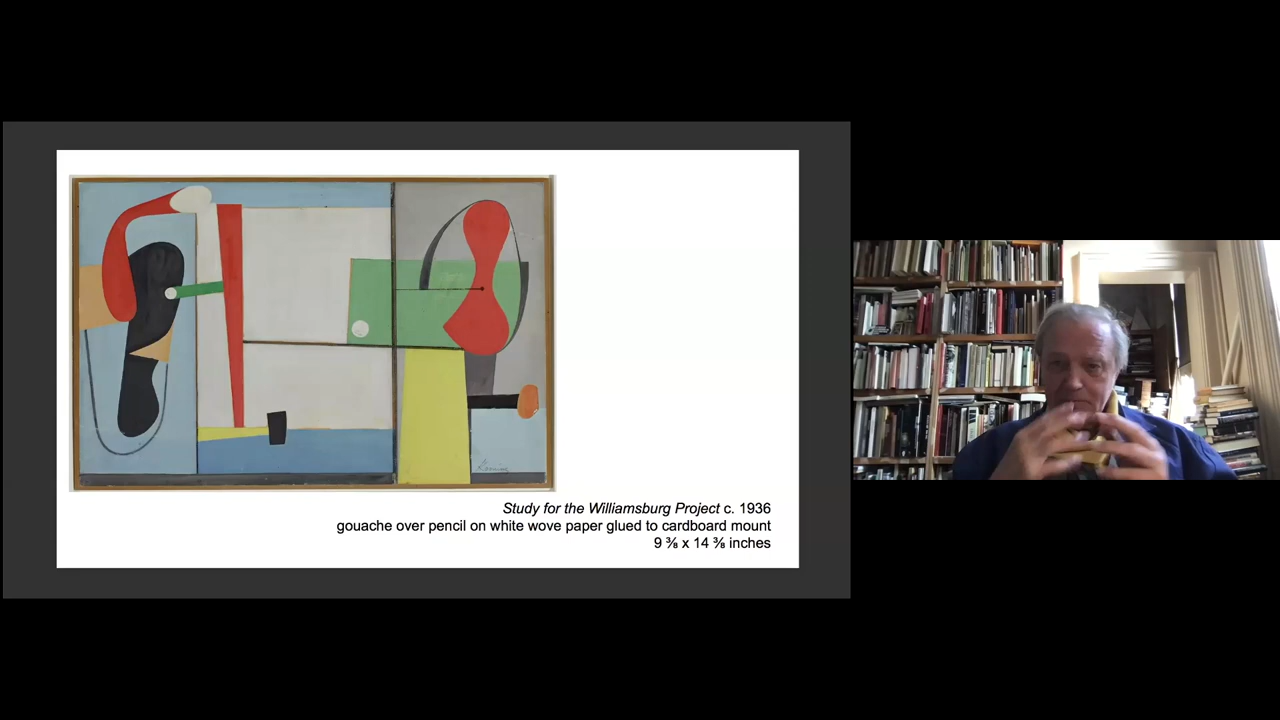 Study for the Williamsburg Project c. 1936
gouache over pencil on white wove paper glued to cardboard mount
9 ⅜ x 14 ⅜ inches